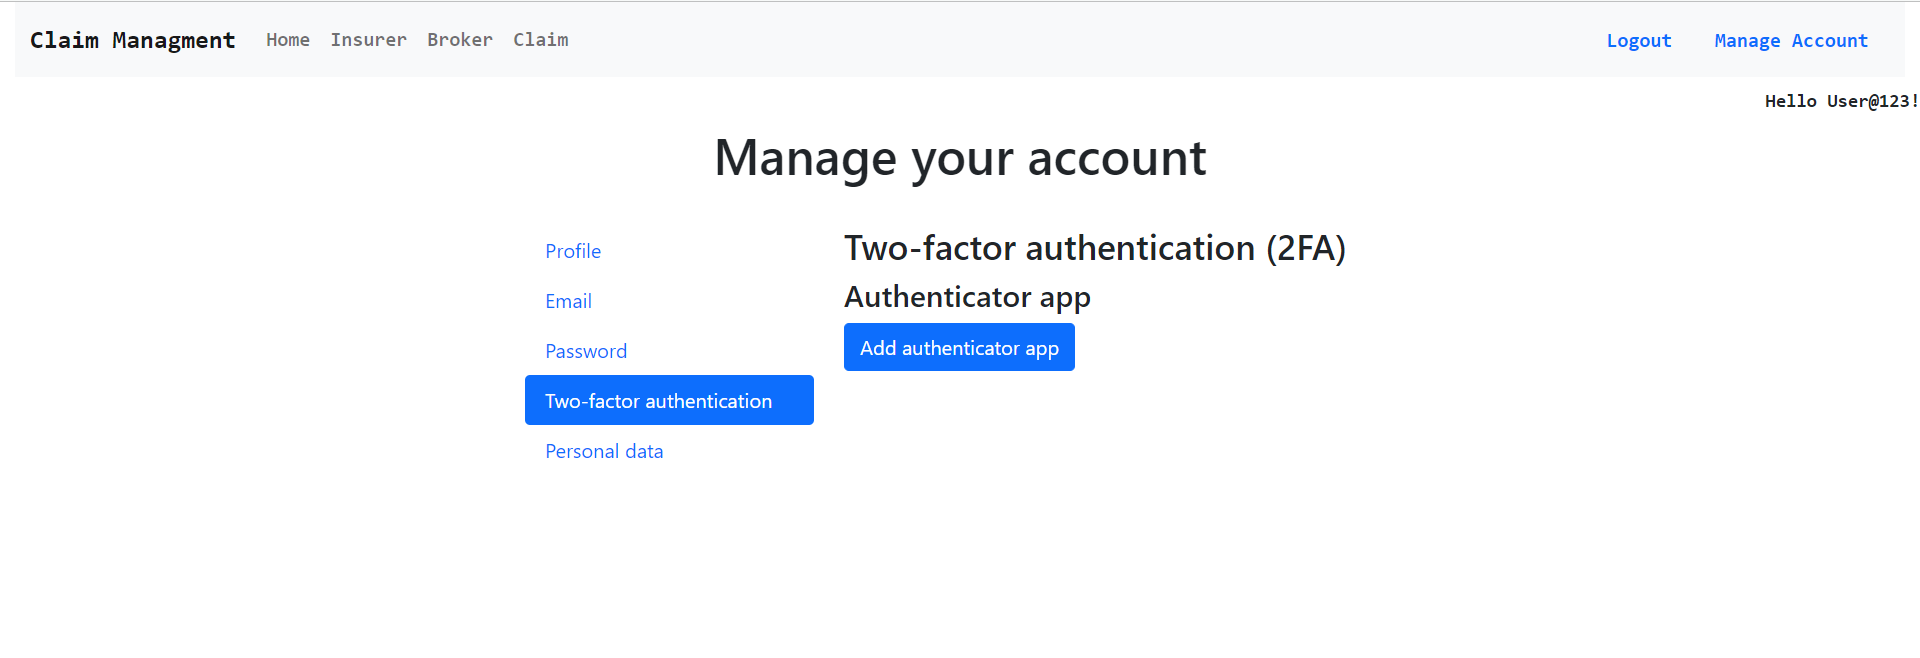 Claim Managment Home Insurer Broker Claim Logout Manage Account
Hello User@123!
Manage your account
Profile
Email
Password
Two-factor authentication
Personal data
Two-factor authentication (2FA)
Authenticator app
Add authenticator app